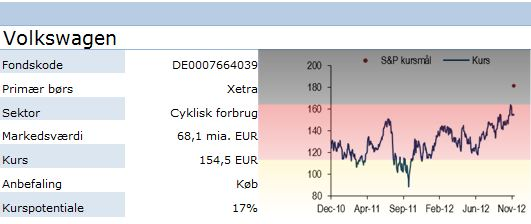 Volkswagen
Fondskode DE0007664039
Primær børs Xetra
Sektor Cyklisk forbrug
Markedsværdi 68,1 mia. EUR
Kurs 154,5 EUR
Anbefaling Køb
Kurspotentiale 17%
S&P kursmål Kurs
200
180
160
140
120
100
80
Dec-10 Apr-11 Sep-11 Feb-12 Jul-12 Nov-12